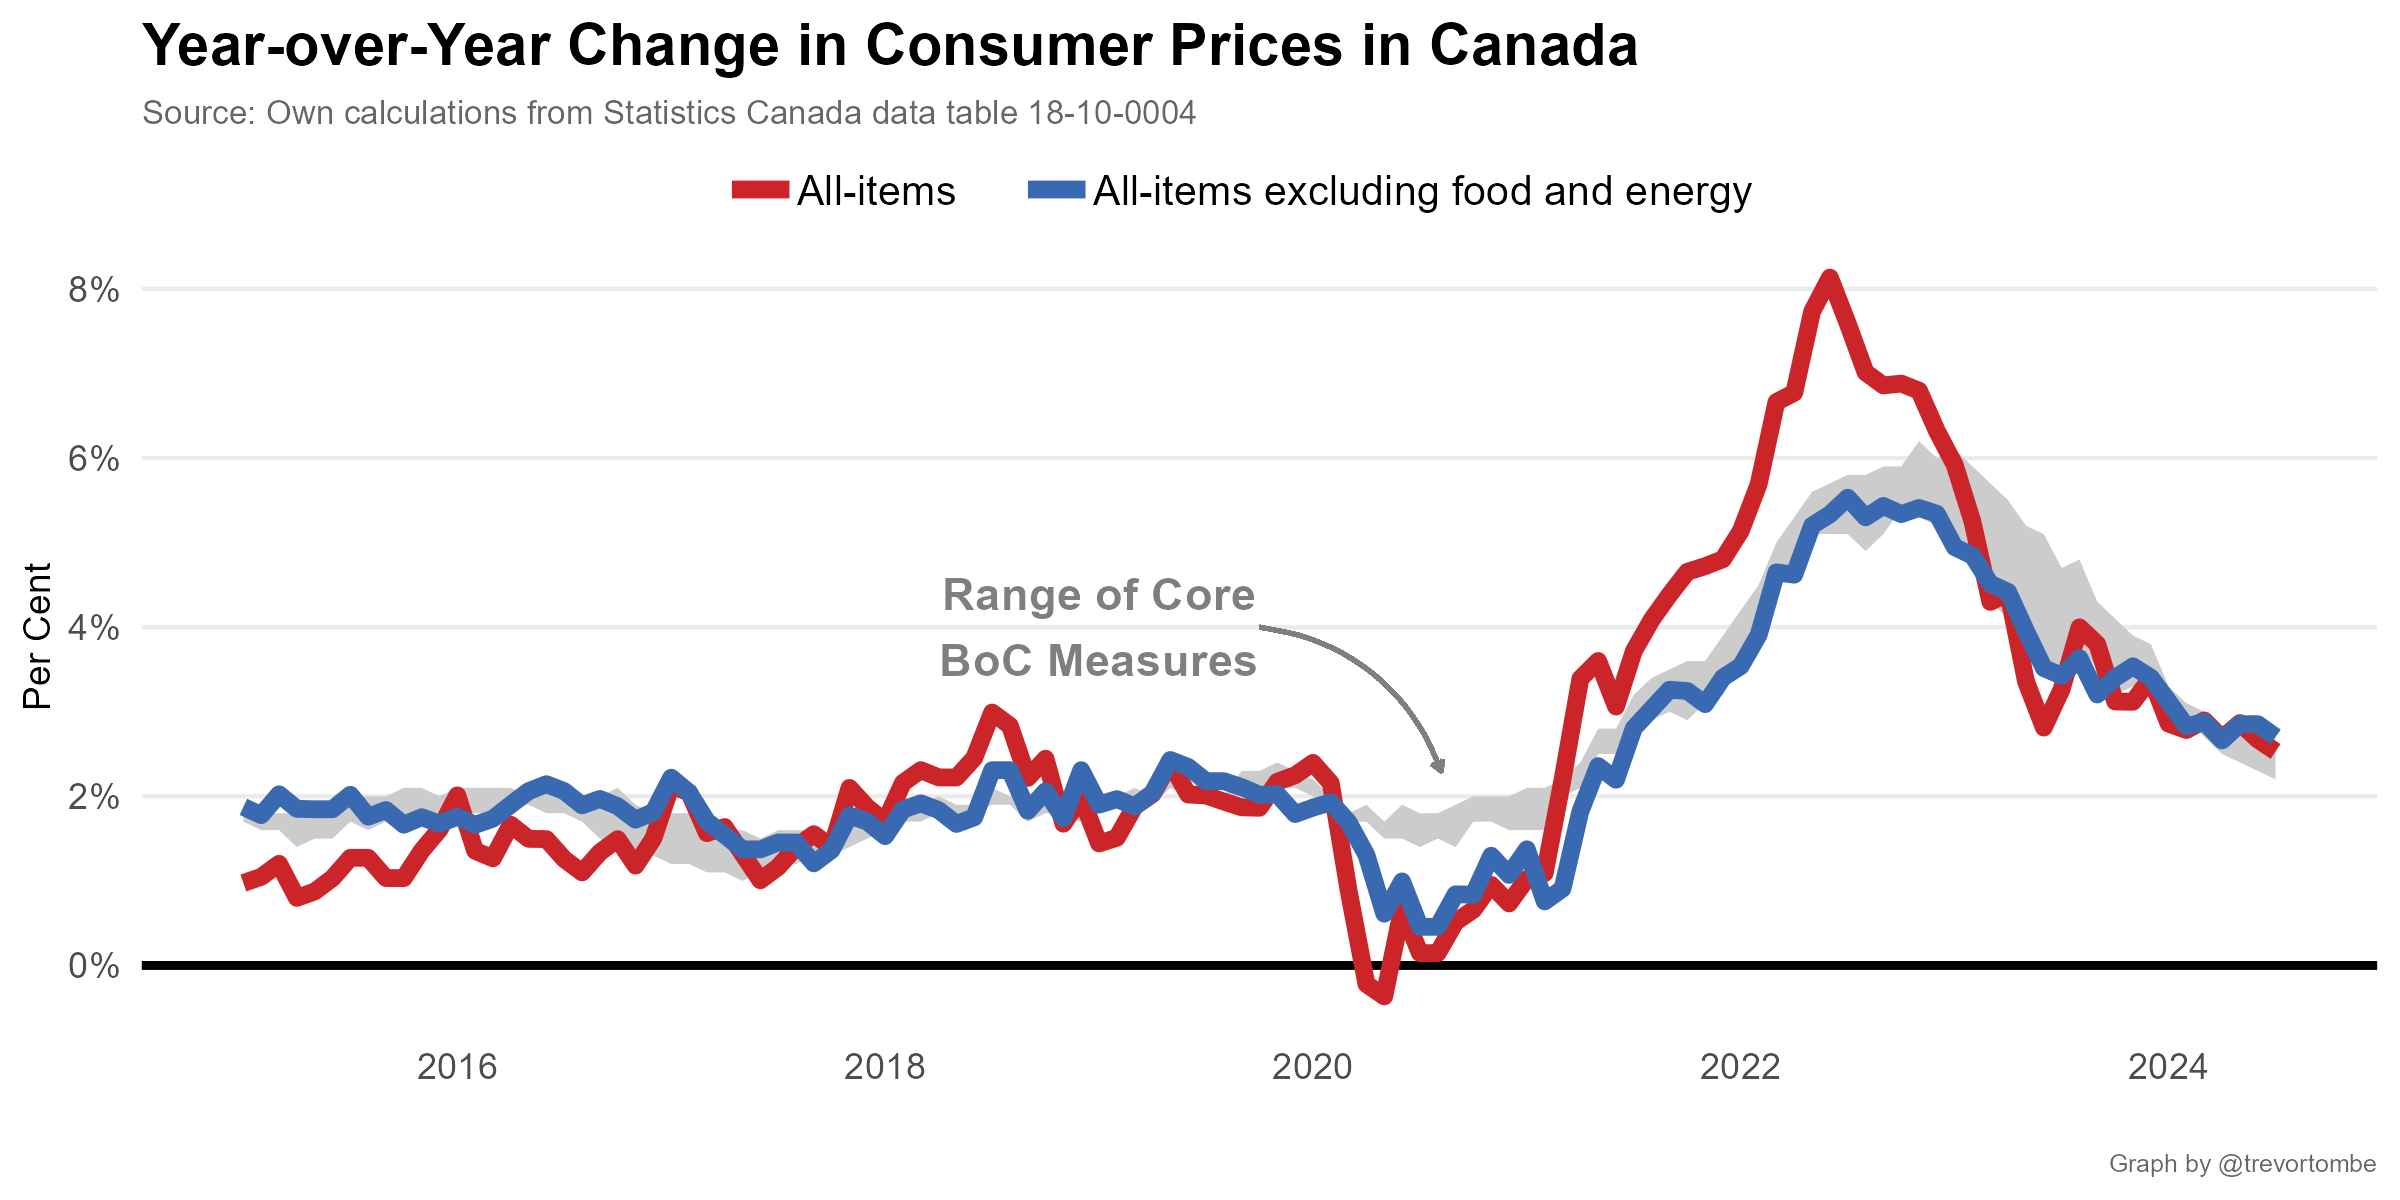 Year-over-Year Change in Consumer Prices in Canada
Source: Own calculations from Statistics Canada data table 18-10-0004
All-items
All-items excluding food and energy
8%
6%
4%
2%
0%
Per Cent
Range of Core
BoC Measures
2016
2018
2020
2022
2024
Graph by @trevortombe